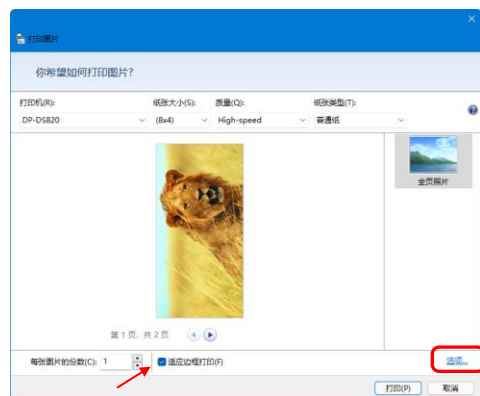 打印图片
你希望如何打印图片?
打印机(R): 纸张大小(S): 质量(Q): 纸张类型(T):
DP-DS820 (8x4) High-speed 普通纸
全页照片
第 1 页，共 2 页
每张图片的份数(C): 1 适应边框打印(F) 选项...
打印(P) 取消